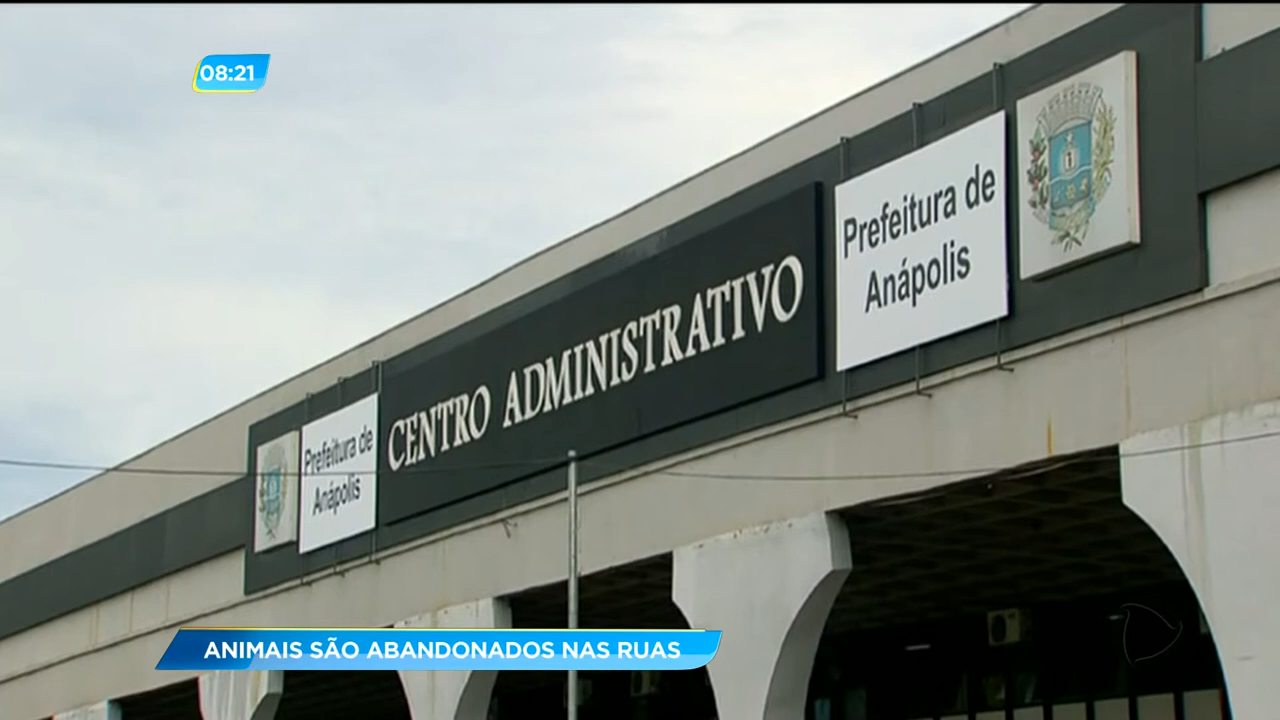 08:21
Prefeitura de
Anápolis
CENTRO ADMINISTRATIVO
Prefeitura de
Anápolis
ANIMAIS SÃO ABANDONADOS NAS RUAS